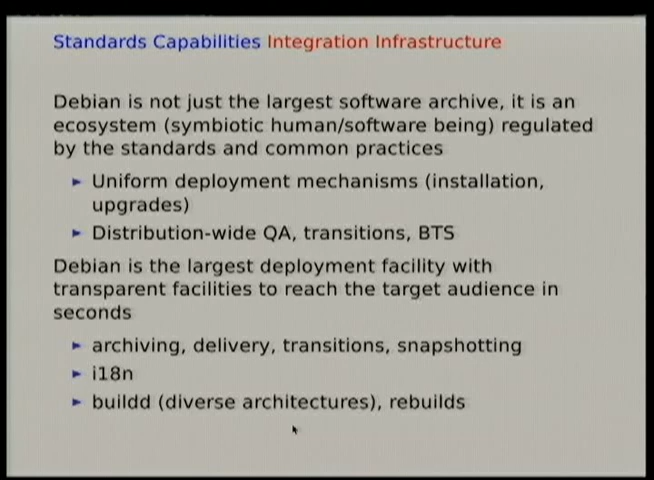 Standards Capabilities Integration Infrastructure
Debian is not just the largest software archive, it is an
ecosystem (symbiotic human/software being) regulated
by the standards and common practices
► Uniform deployment mechanisms (installation,
upgrades)
► Distribution-wide QA, transitions, BTS
Debian is the largest deployment facility with
transparent facilities to reach the target audience in
seconds
► archiving, delivery, transitions, snapshotting
► i18n
► buildd (diverse architectures), rebuilds